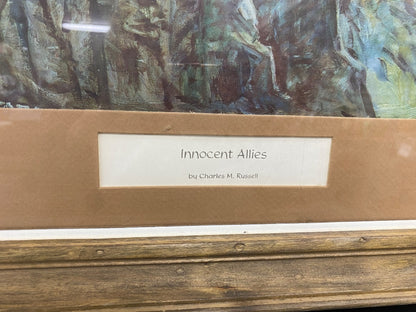 Innocent Allies
by Charles M. Russell